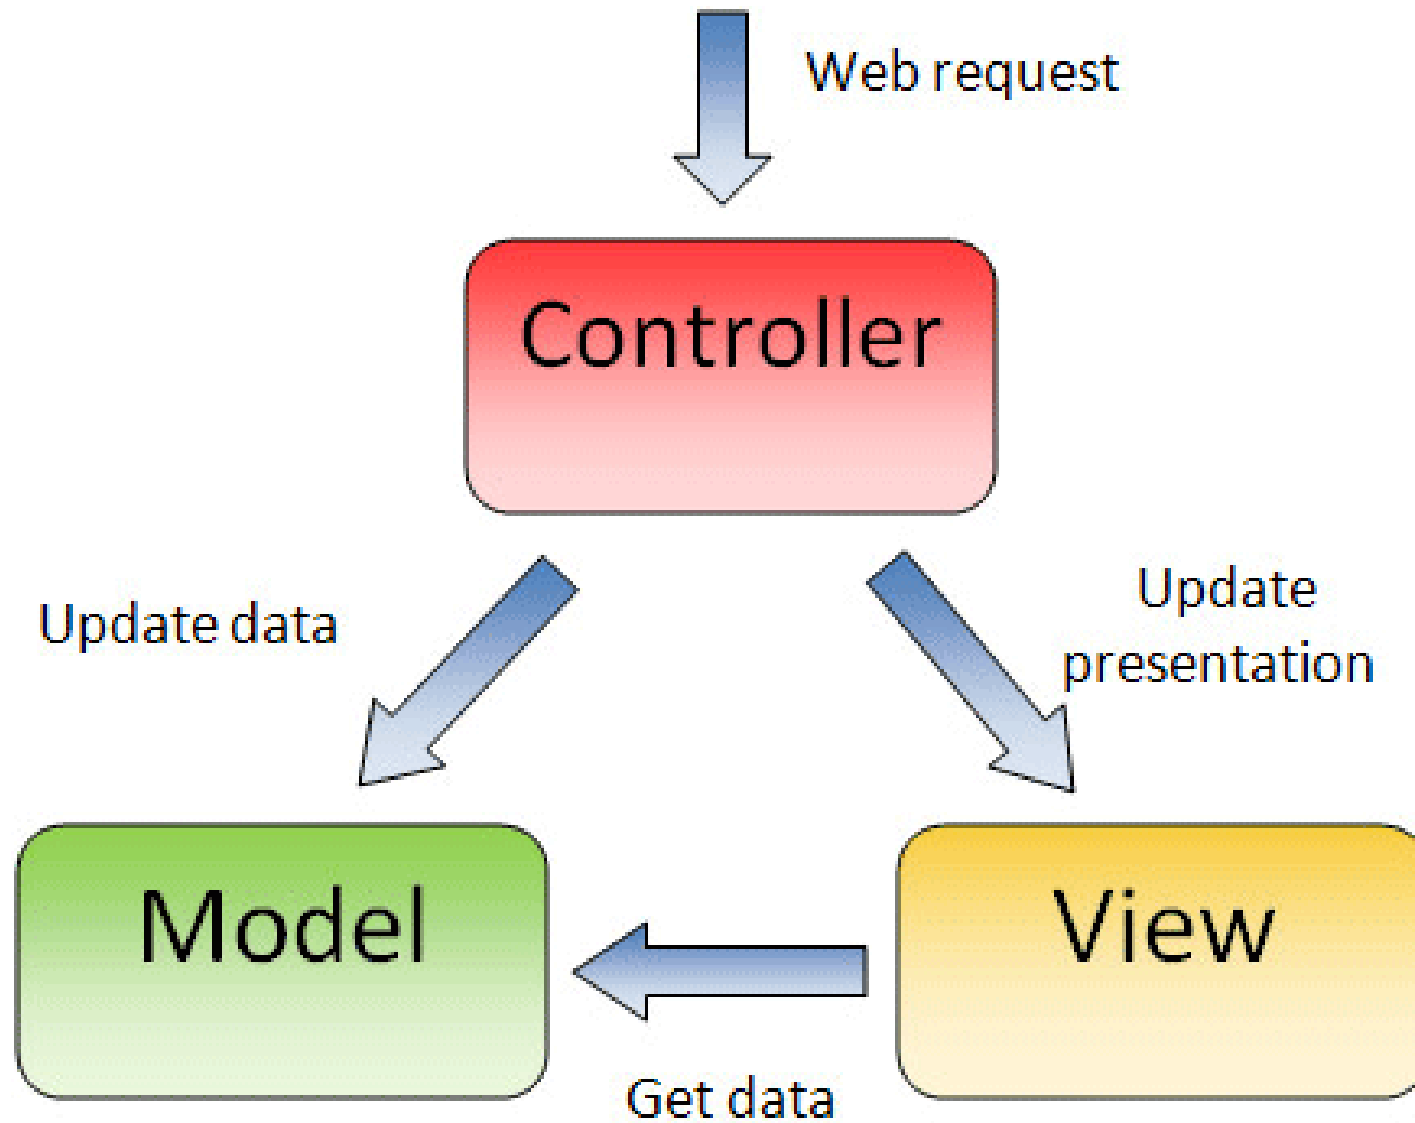 Web request
Controller
Update data
Update
presentation
Model
View
Get data